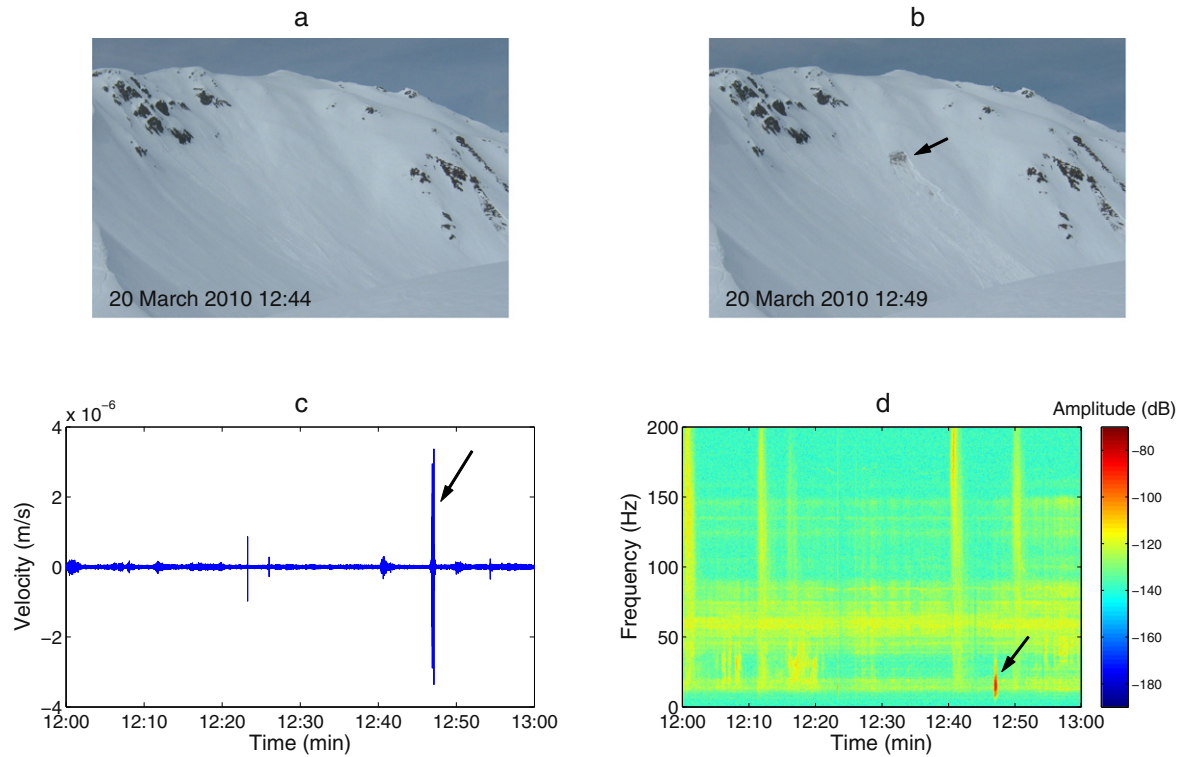 a
b
20 March 2010 12:44
20 March 2010 12:49
c
x 10⁻⁶
4
2
0
−2
−4
Velocity (m/s)
12:00 12:10 12:20 12:30 12:40 12:50 13:00
Time (min)
d
200
150
100
50
0
Frequency (Hz)
12:00 12:10 12:20 12:30 12:40 12:50 13:00
Time (min)
Amplitude (dB)
−80
−100
−120
−140
−160
−180